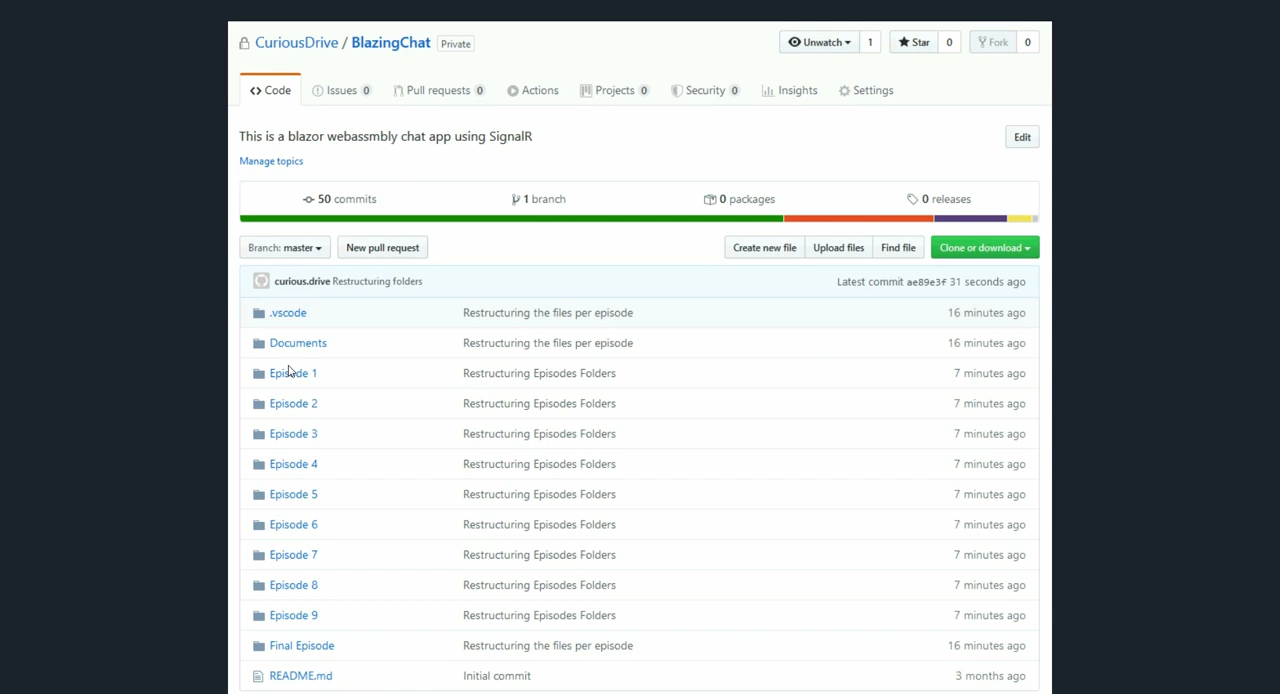 CuriousDrive / BlazingChat Private Unwatch 1 Star 0 Fork 0
Code Issues 0 Pull requests 0 Actions Projects 0 Security 0 Insights Settings
This is a blazor webassmbly chat app using SignalR Edit
Manage topics
50 commits 1 branch 0 packages 0 releases
Branch: master New pull request Create new file Upload files Find file Clone or download
curious.drive Restructuring folders Latest commit ae89e3f 31 seconds ago
.vscode Restructuring the files per episode 16 minutes ago
Documents Restructuring the files per episode 16 minutes ago
Episode 1 Restructuring Episodes Folders 7 minutes ago
Episode 2 Restructuring Episodes Folders 7 minutes ago
Episode 3 Restructuring Episodes Folders 7 minutes ago
Episode 4 Restructuring Episodes Folders 7 minutes ago
Episode 5 Restructuring Episodes Folders 7 minutes ago
Episode 6 Restructuring Episodes Folders 7 minutes ago
Episode 7 Restructuring Episodes Folders 7 minutes ago
Episode 8 Restructuring Episodes Folders 7 minutes ago
Episode 9 Restructuring Episodes Folders 7 minutes ago
Final Episode Restructuring the files per episode 16 minutes ago
README.md Initial commit 3 months ago